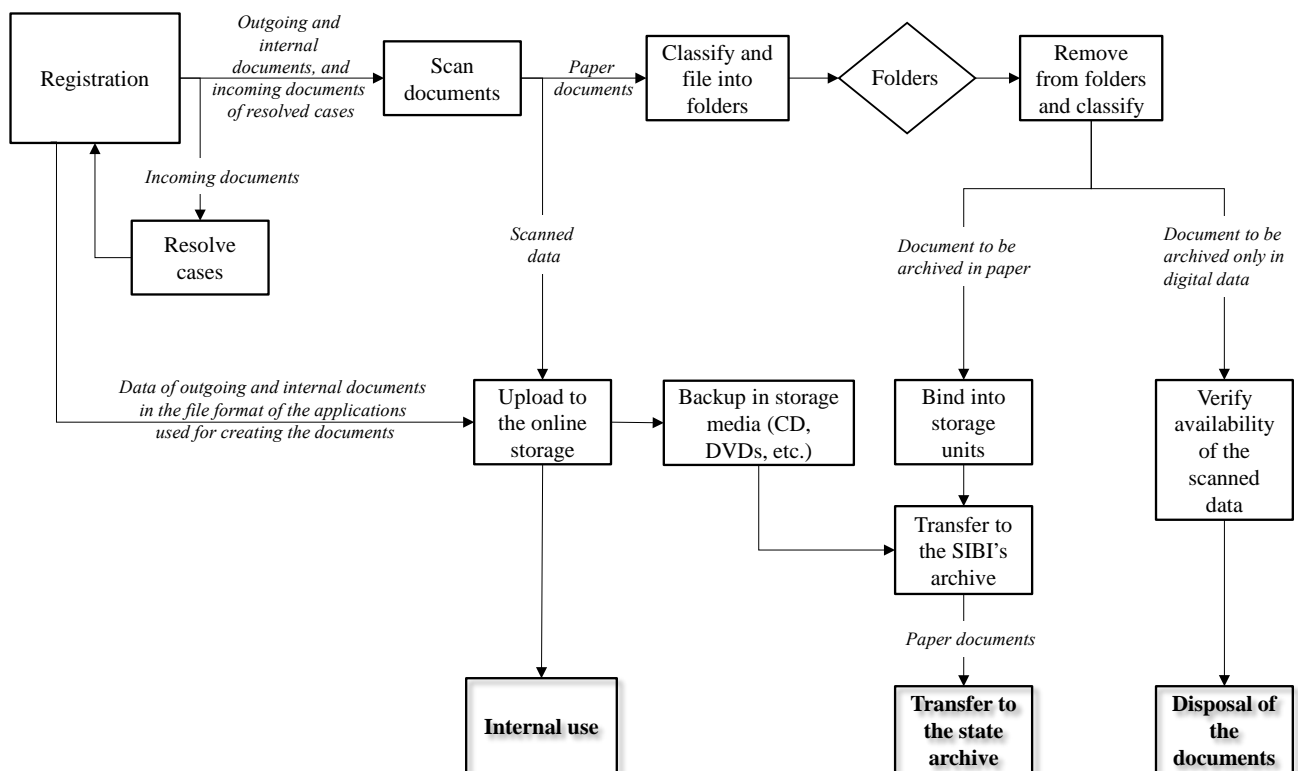 Registration
Outgoing and
internal
documents, and
incoming documents
of resolved cases
Scan
documents
Paper
documents
Classify and
file into
folders
Folders
Remove
from folders
and classify
Incoming documents
Resolve
cases
Scanned
data
Document to be
archived in paper
Document to be
archived only in
digital data
Data of outgoing and internal documents
in the file format of the applications
used for creating the documents
Upload to
the online
storage
Backup in storage
media (CD,
DVDs, etc.)
Bind into
storage
units
Verify
availability
of the
scanned
data
Transfer to
the SIBI's
archive
Paper documents
Internal use
Transfer to
the state
archive
Disposal of
the
documents